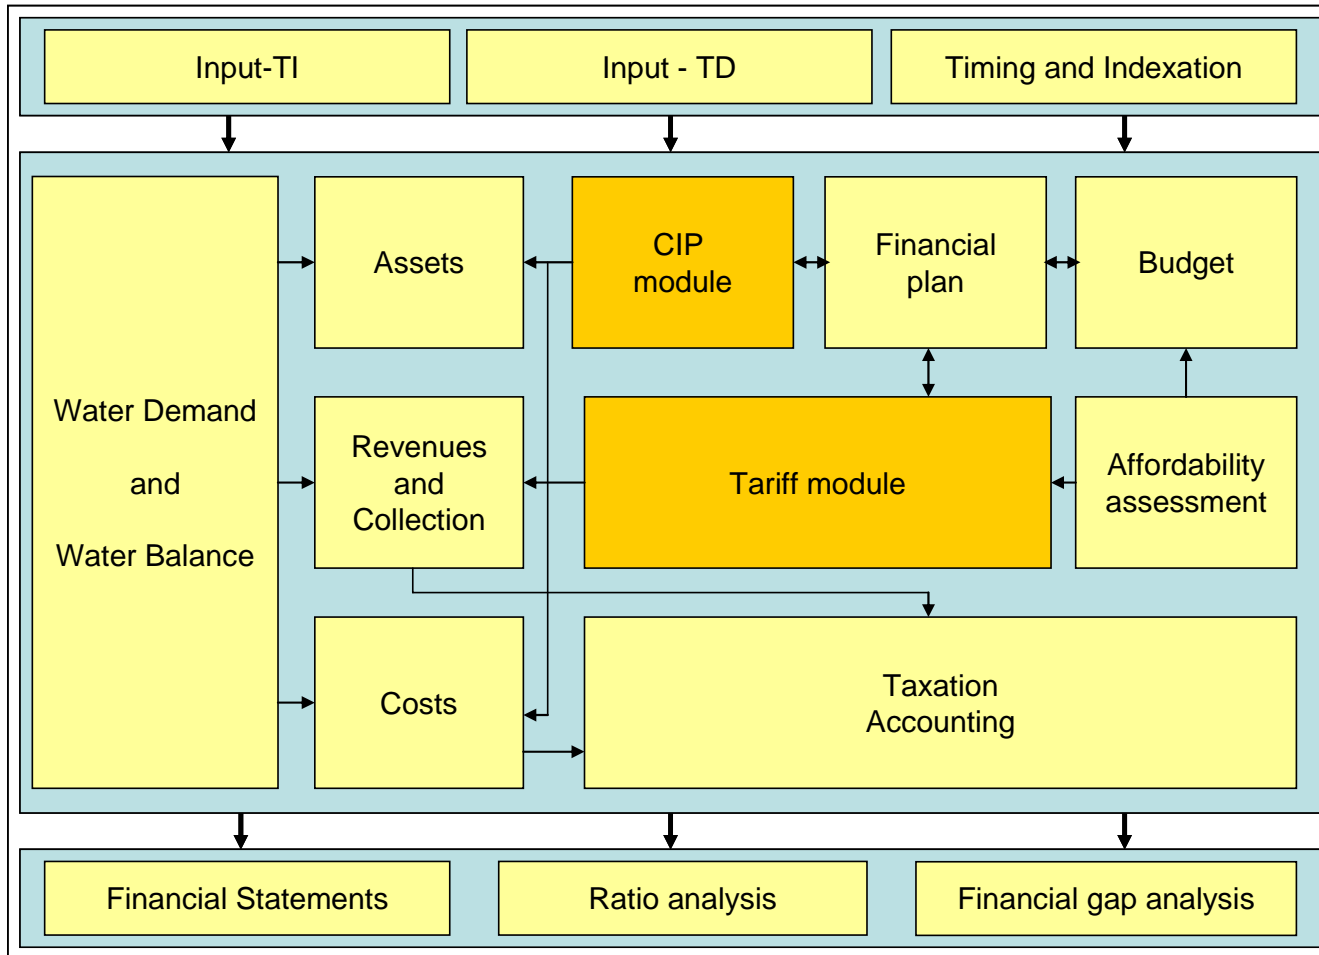 Input-TI
Input - TD
Timing and Indexation
Assets
CIP
module
Financial
plan
Budget
Water Demand
and
Water Balance
Revenues
and
Collection
Tariff module
Affordability
assessment
Costs
Taxation
Accounting
Financial Statements
Ratio analysis
Financial gap analysis